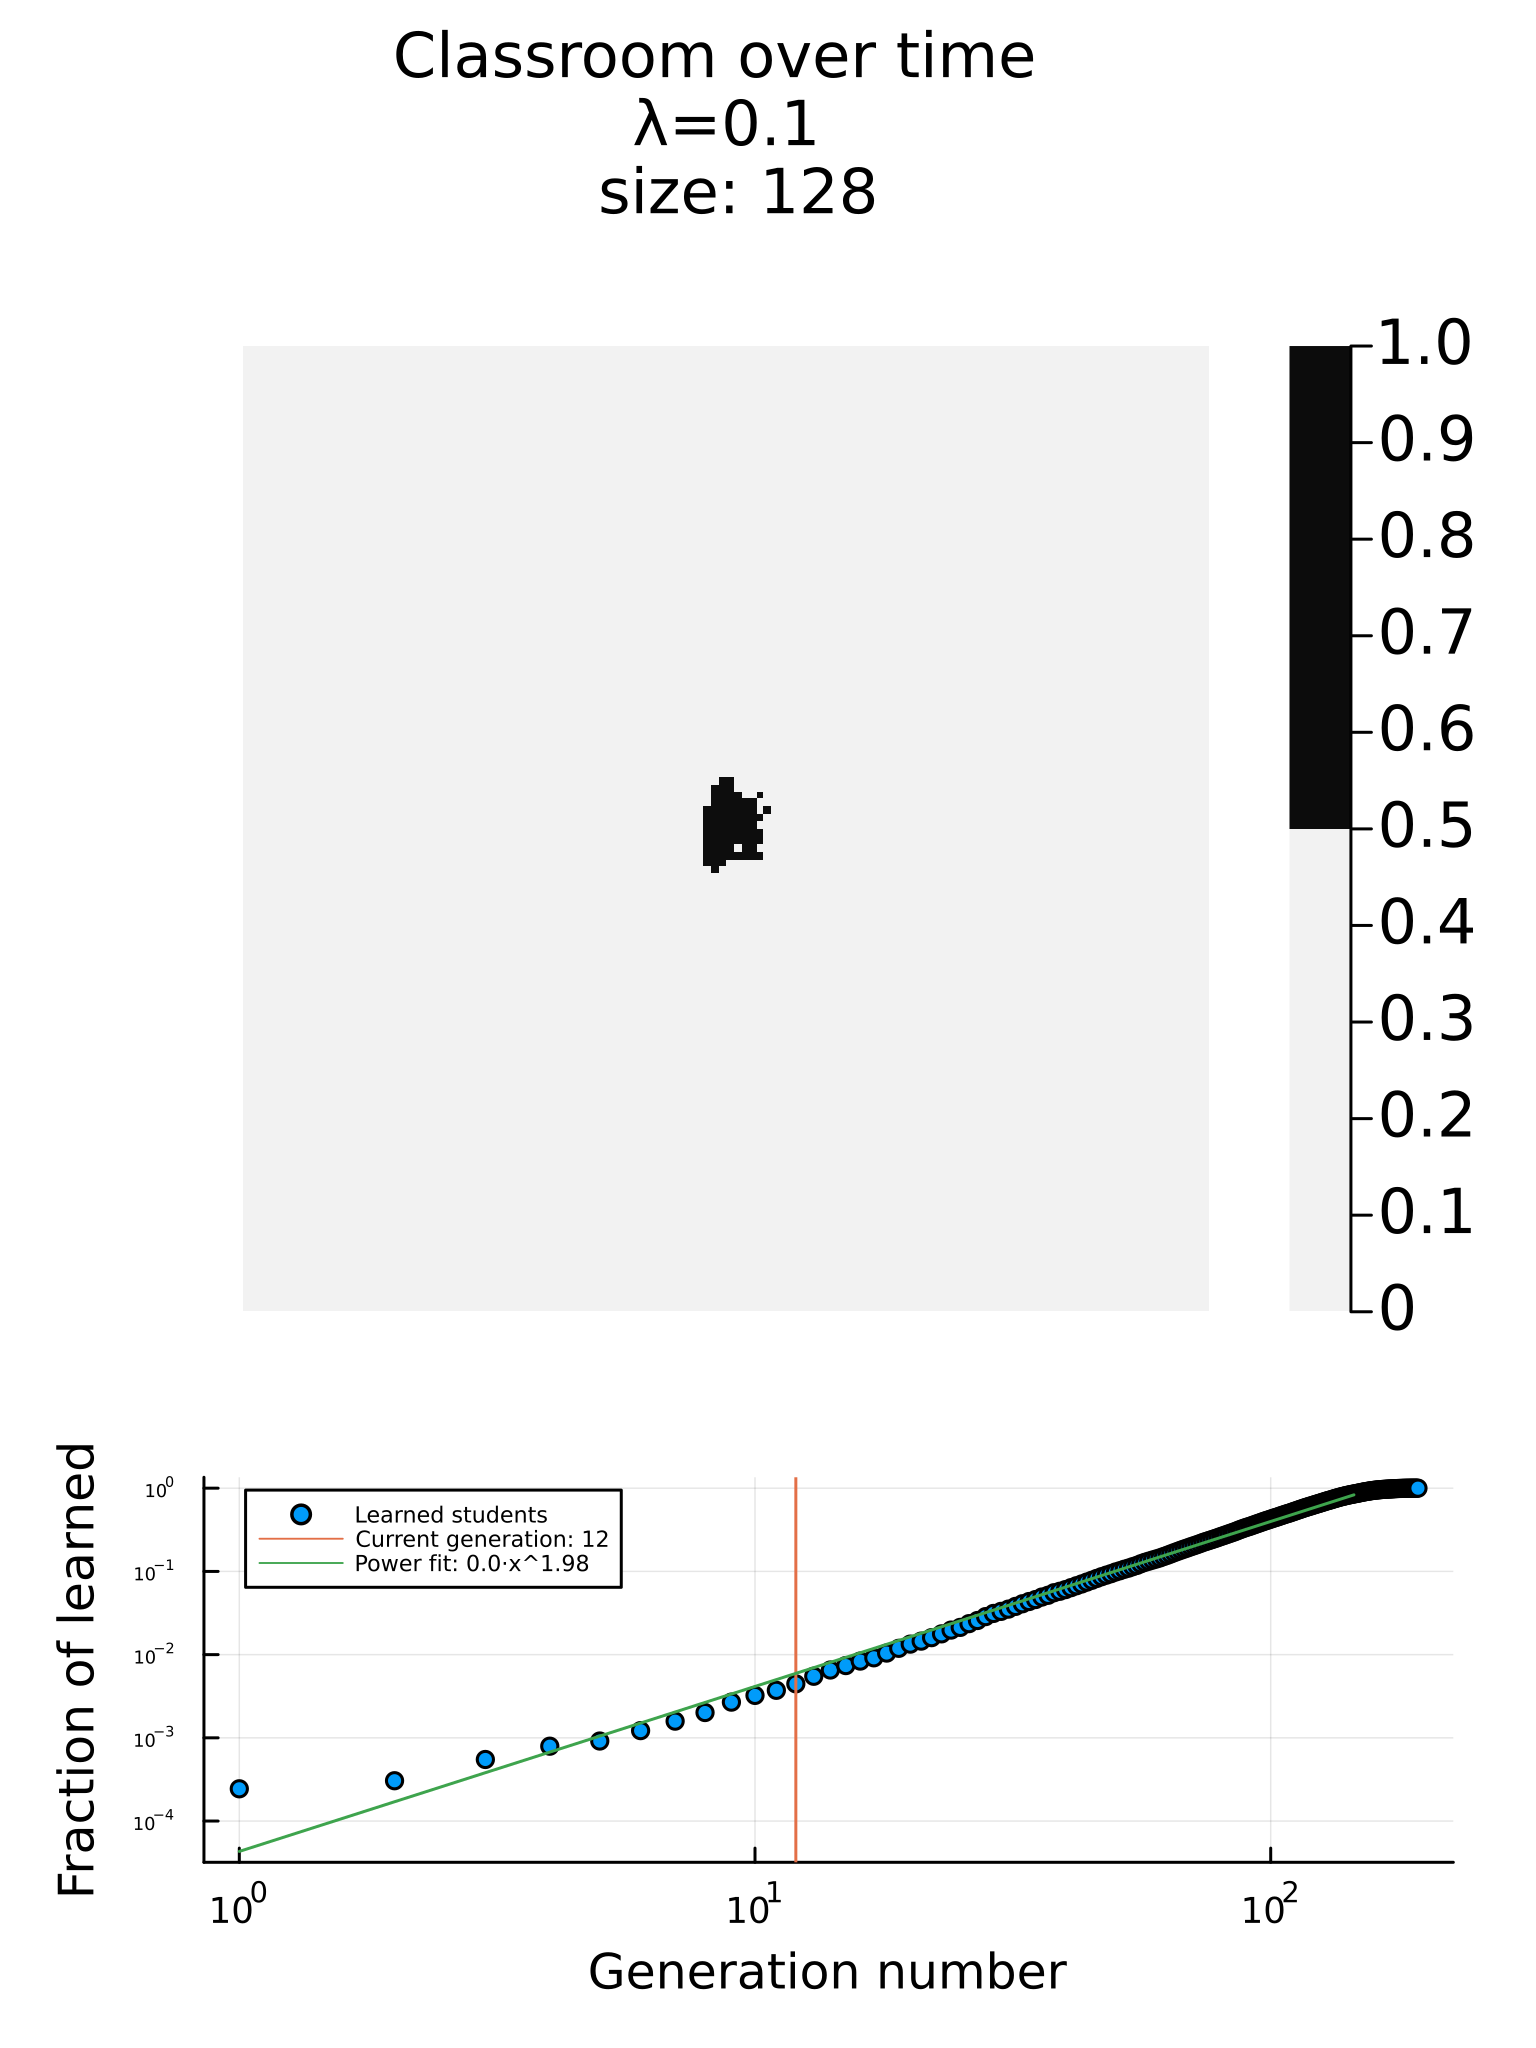 Classroom over time
λ=0.1
size: 128
1.0
0.9
0.8
0.7
0.6
0.5
0.4
0.3
0.2
0.1
0
Fraction of learned
10^0
10^-1
10^-2
10^-3
10^-4
Learned students
Current generation: 12
Power fit: 0.0·x^1.98
10^0 10^1 10^2
Generation number